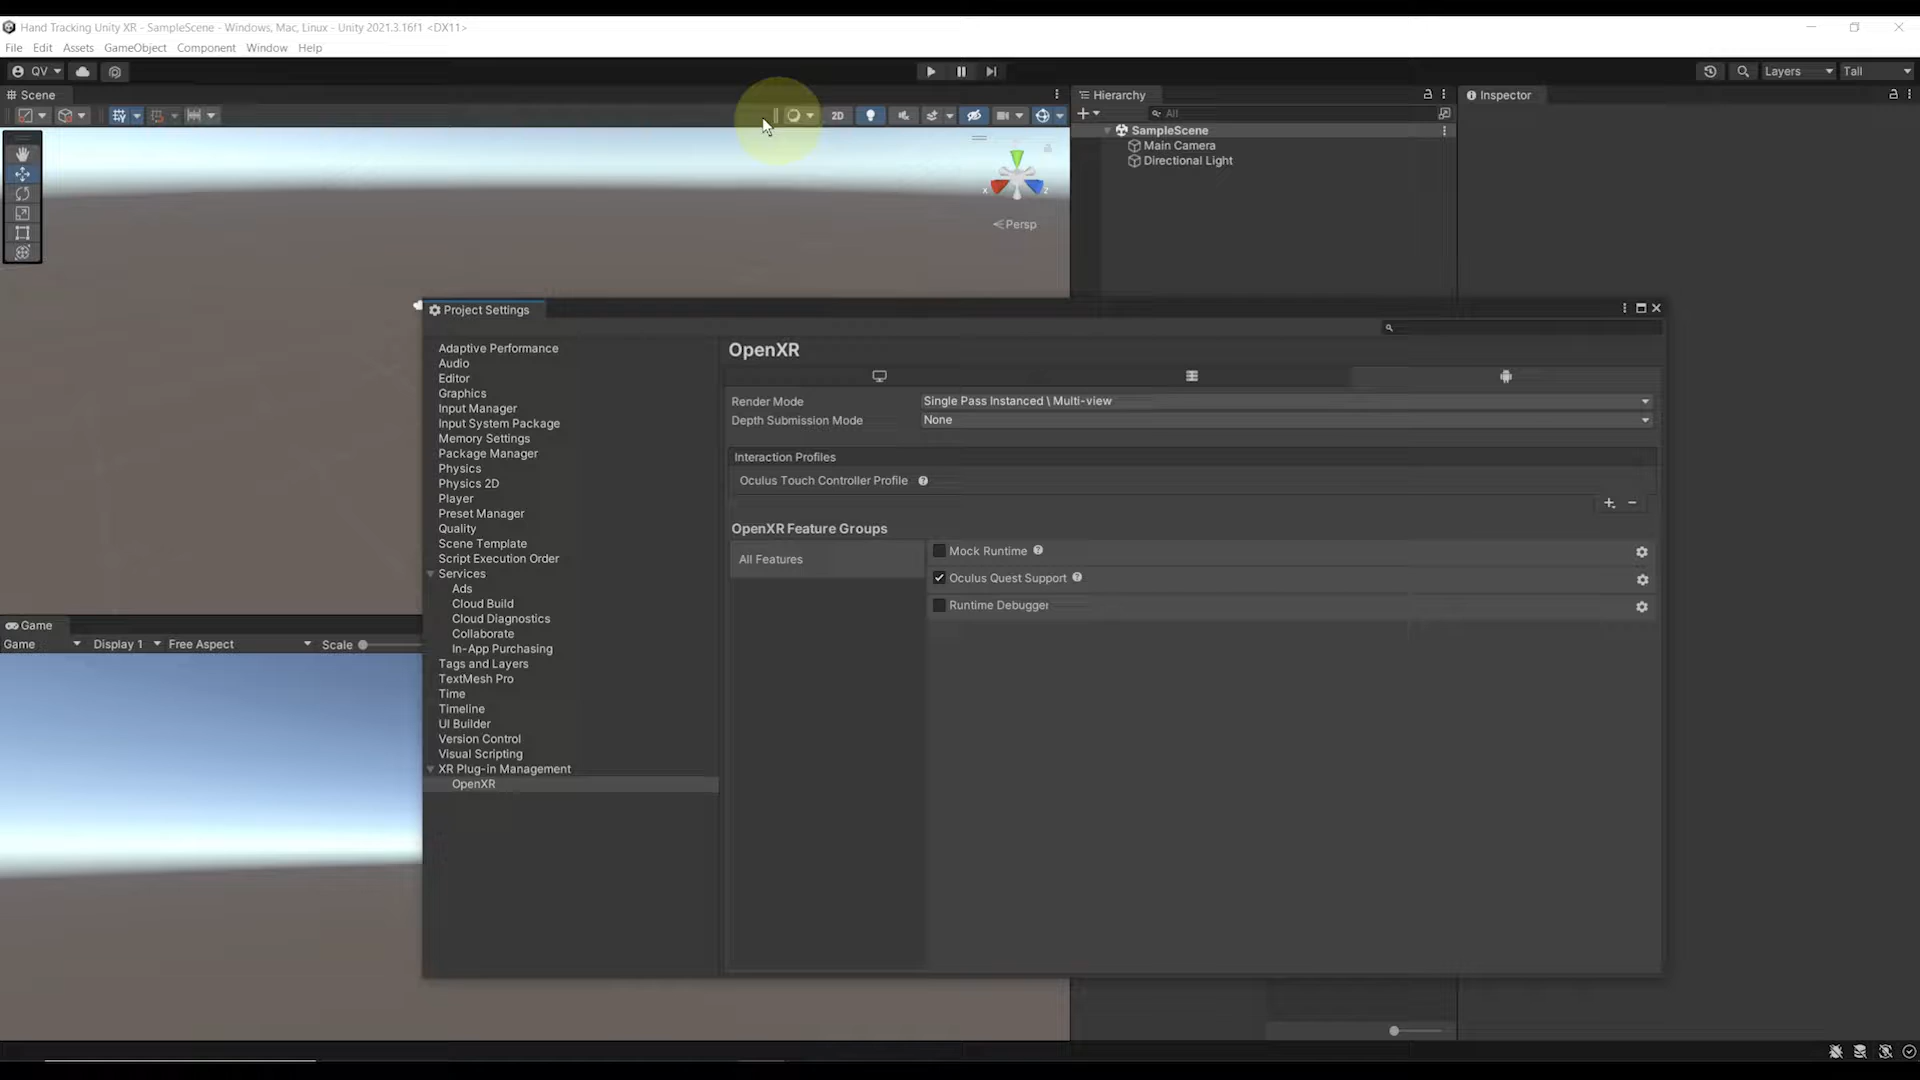 Hand Tracking Unity XR - SampleScene - Windows, Mac, Linux - Unity 2021.3.16f1 <DX11>
File Edit Assets GameObject Component Window Help
QV Layers Tall
Scene
2D
Persp
Hierarchy
All
SampleScene
Main Camera
Directional Light
Inspector
Project Settings
Adaptive Performance
Audio
Editor
Graphics
Input Manager
Input System Package
Memory Settings
Package Manager
Physics
Physics 2D
Player
Preset Manager
Quality
Scene Template
Script Execution Order
Services
Ads
Cloud Build
Cloud Diagnostics
Collaborate
In-App Purchasing
Tags and Layers
TextMesh Pro
Time
Timeline
UI Builder
Version Control
Visual Scripting
XR Plug-in Management
OpenXR
OpenXR
Render Mode Single Pass Instanced \ Multi-view
Depth Submission Mode None
Interaction Profiles
Oculus Touch Controller Profile
OpenXR Feature Groups
All Features
Mock Runtime
Oculus Quest Support
Runtime Debugger
Game
Game Display 1 Free Aspect Scale